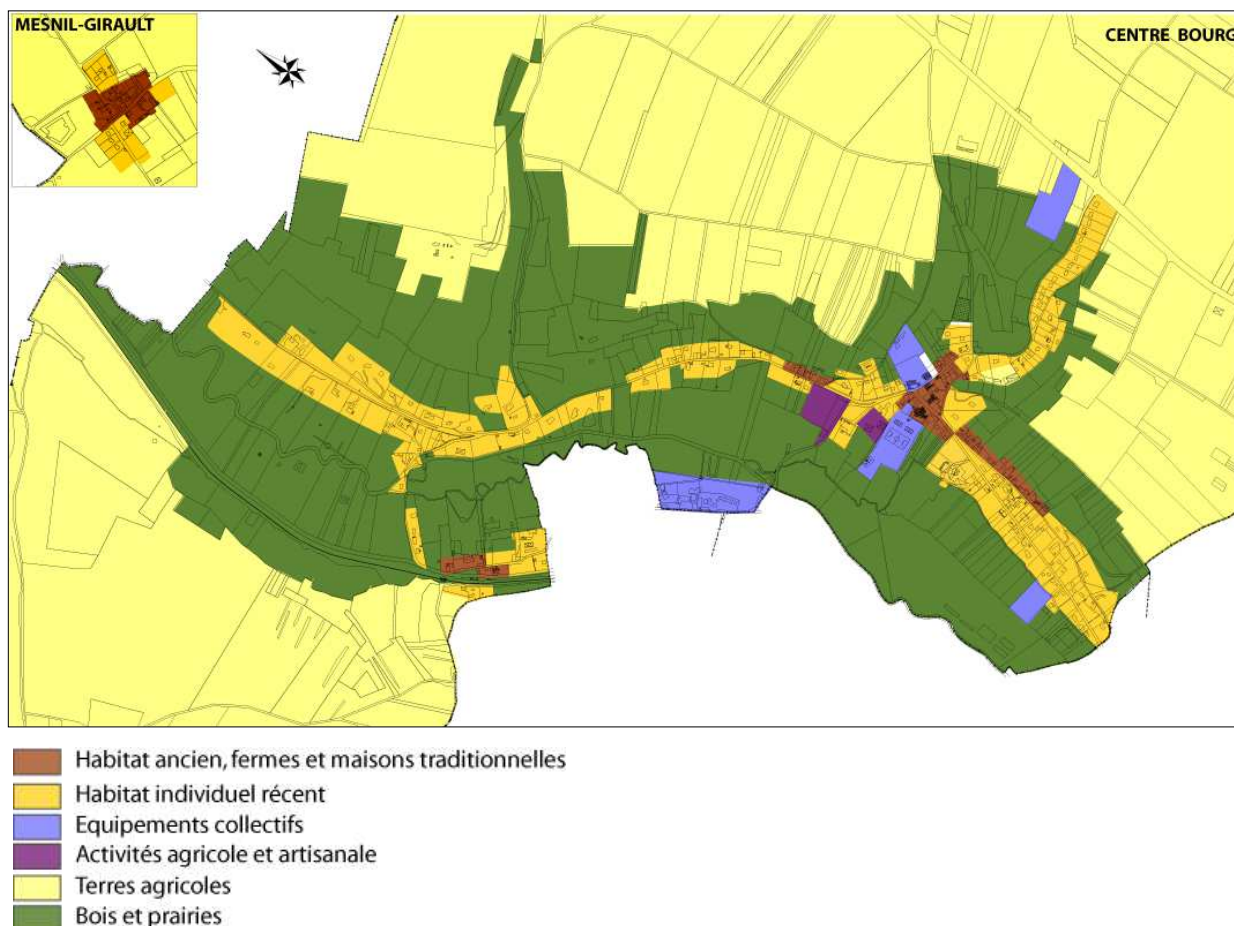 MESNIL-GIRAULT
CENTRE BOURG
Habitat ancien, fermes et maisons traditionnelles
Habitat individuel récent
Equipements collectifs
Activités agricole et artisanale
Terres agricoles
Bois et prairies